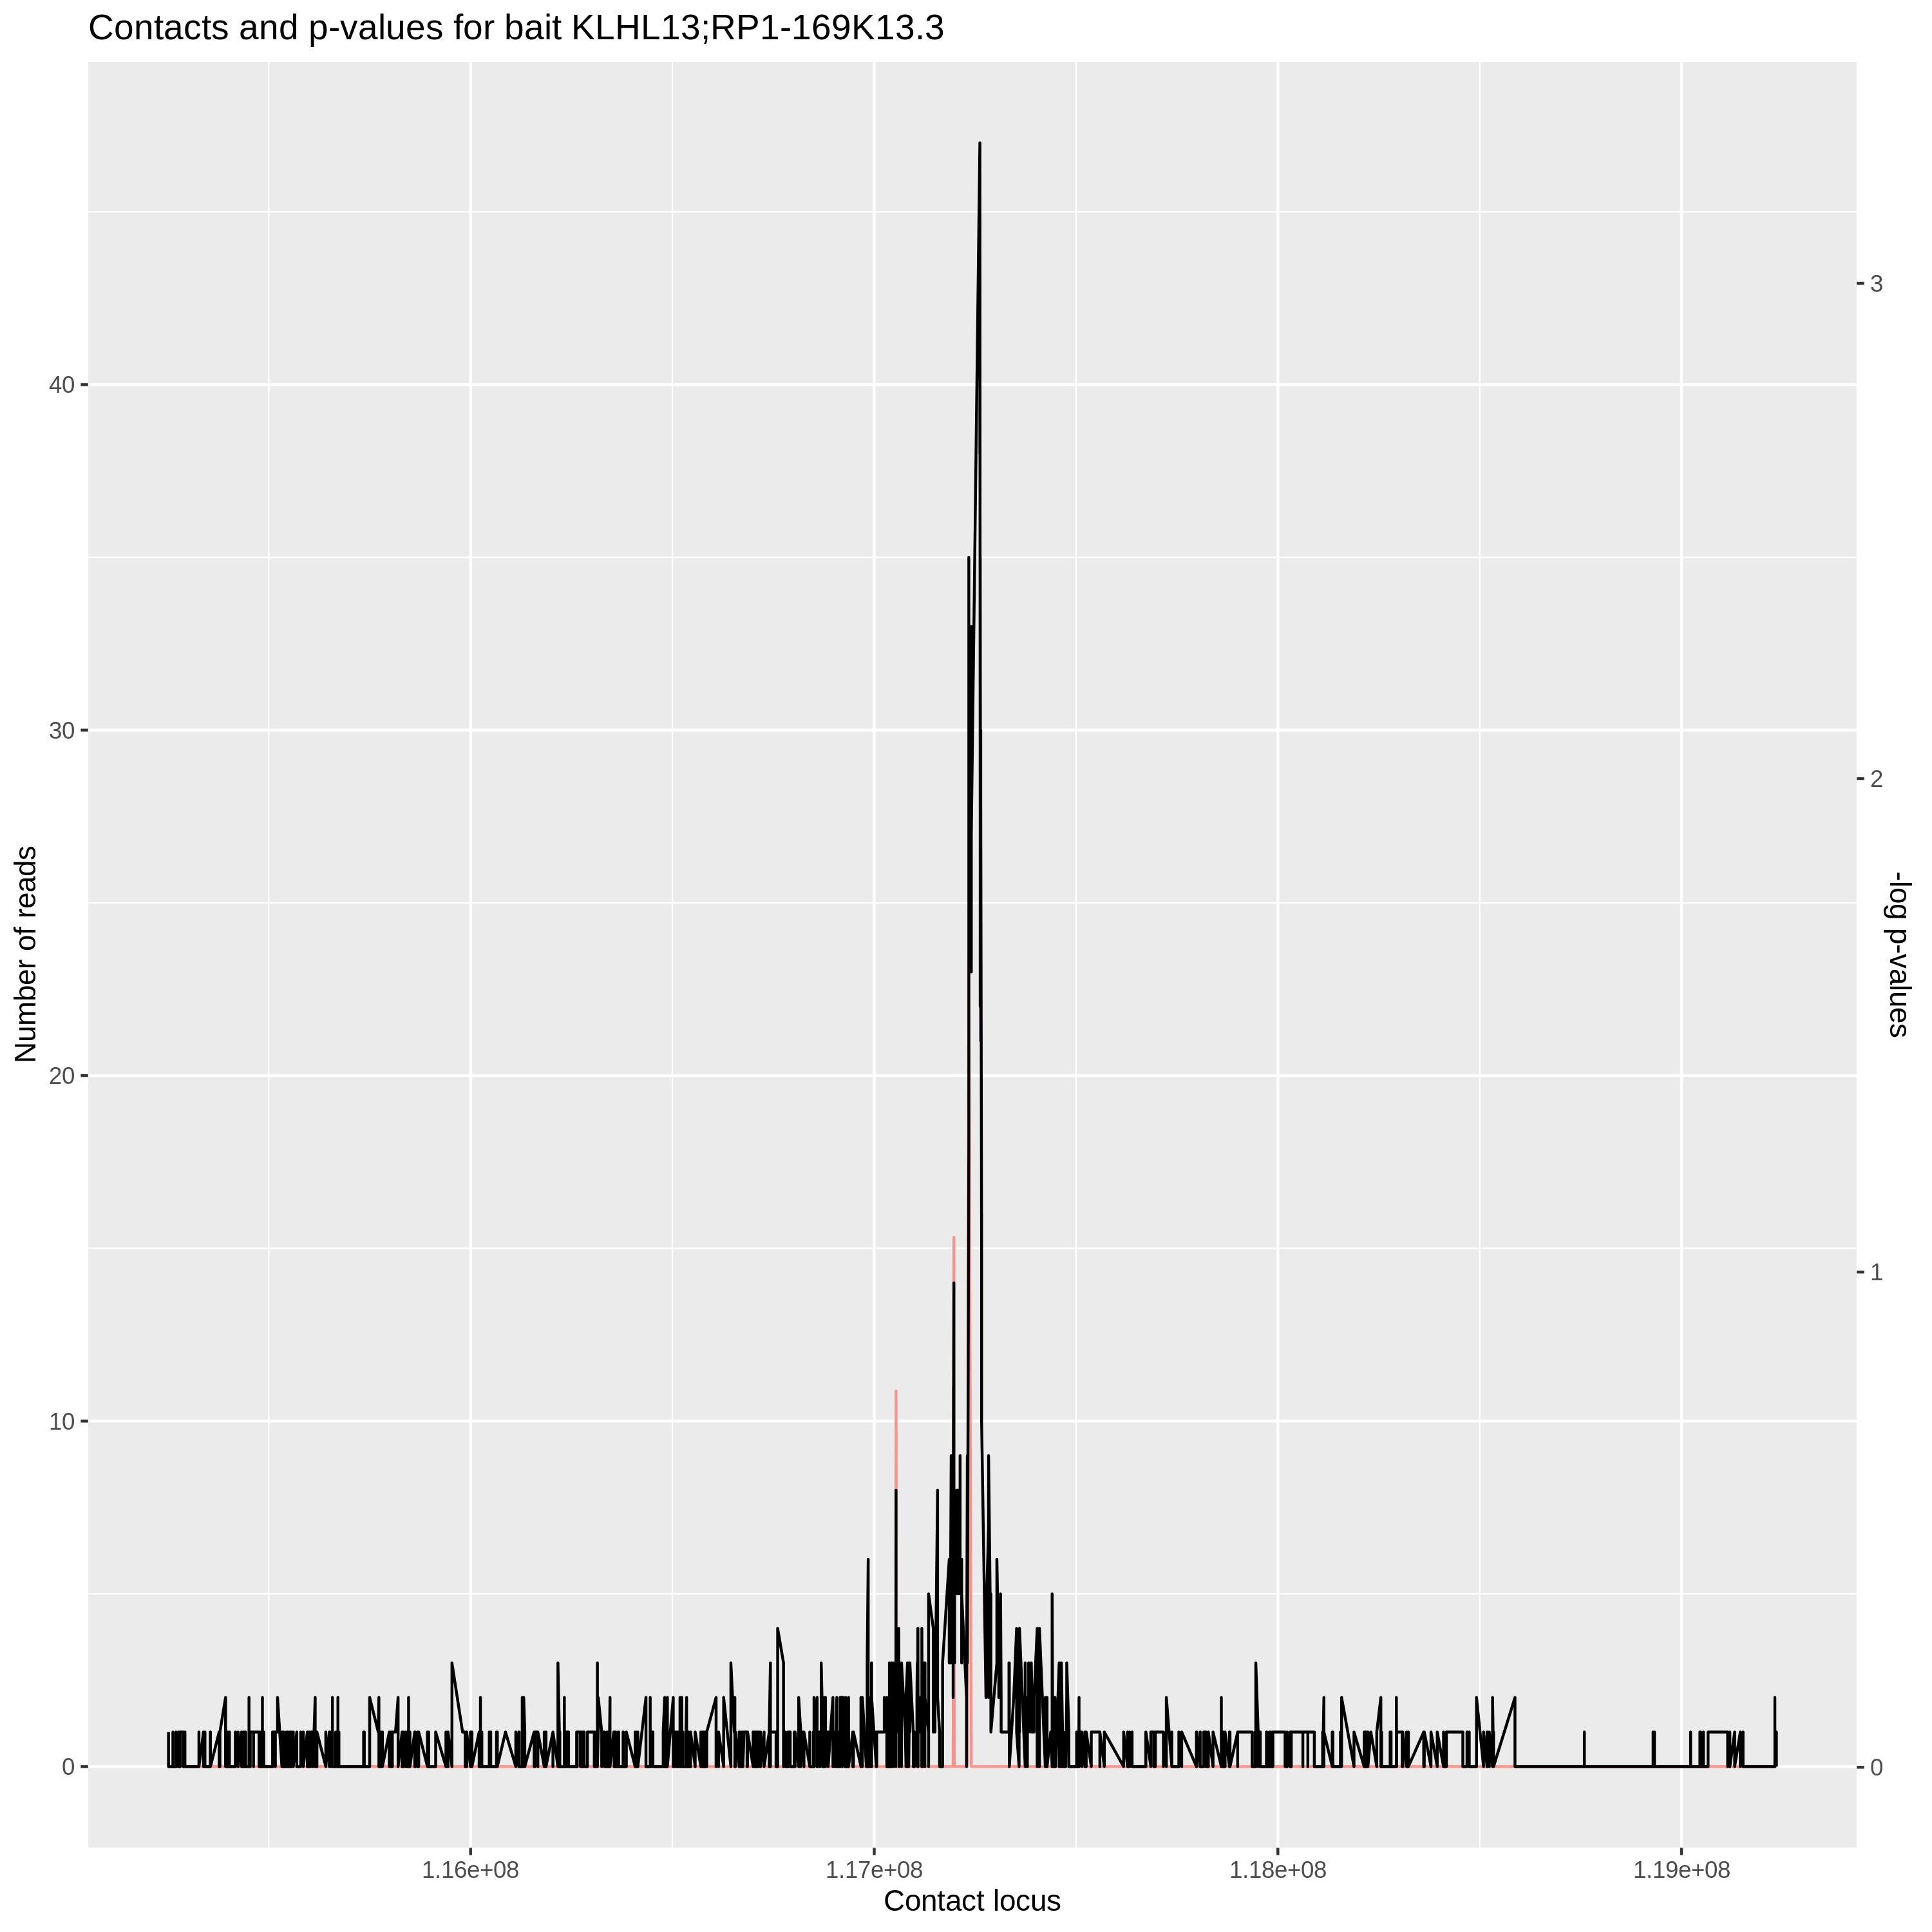 Contacts and p-values for bait KLHL13;RP1-169K13.3
Number of reads
40
30
20
10
0
3
2
1
0
-log p-values
1.16e+08
1.17e+08
1.18e+08
1.19e+08
Contact locus